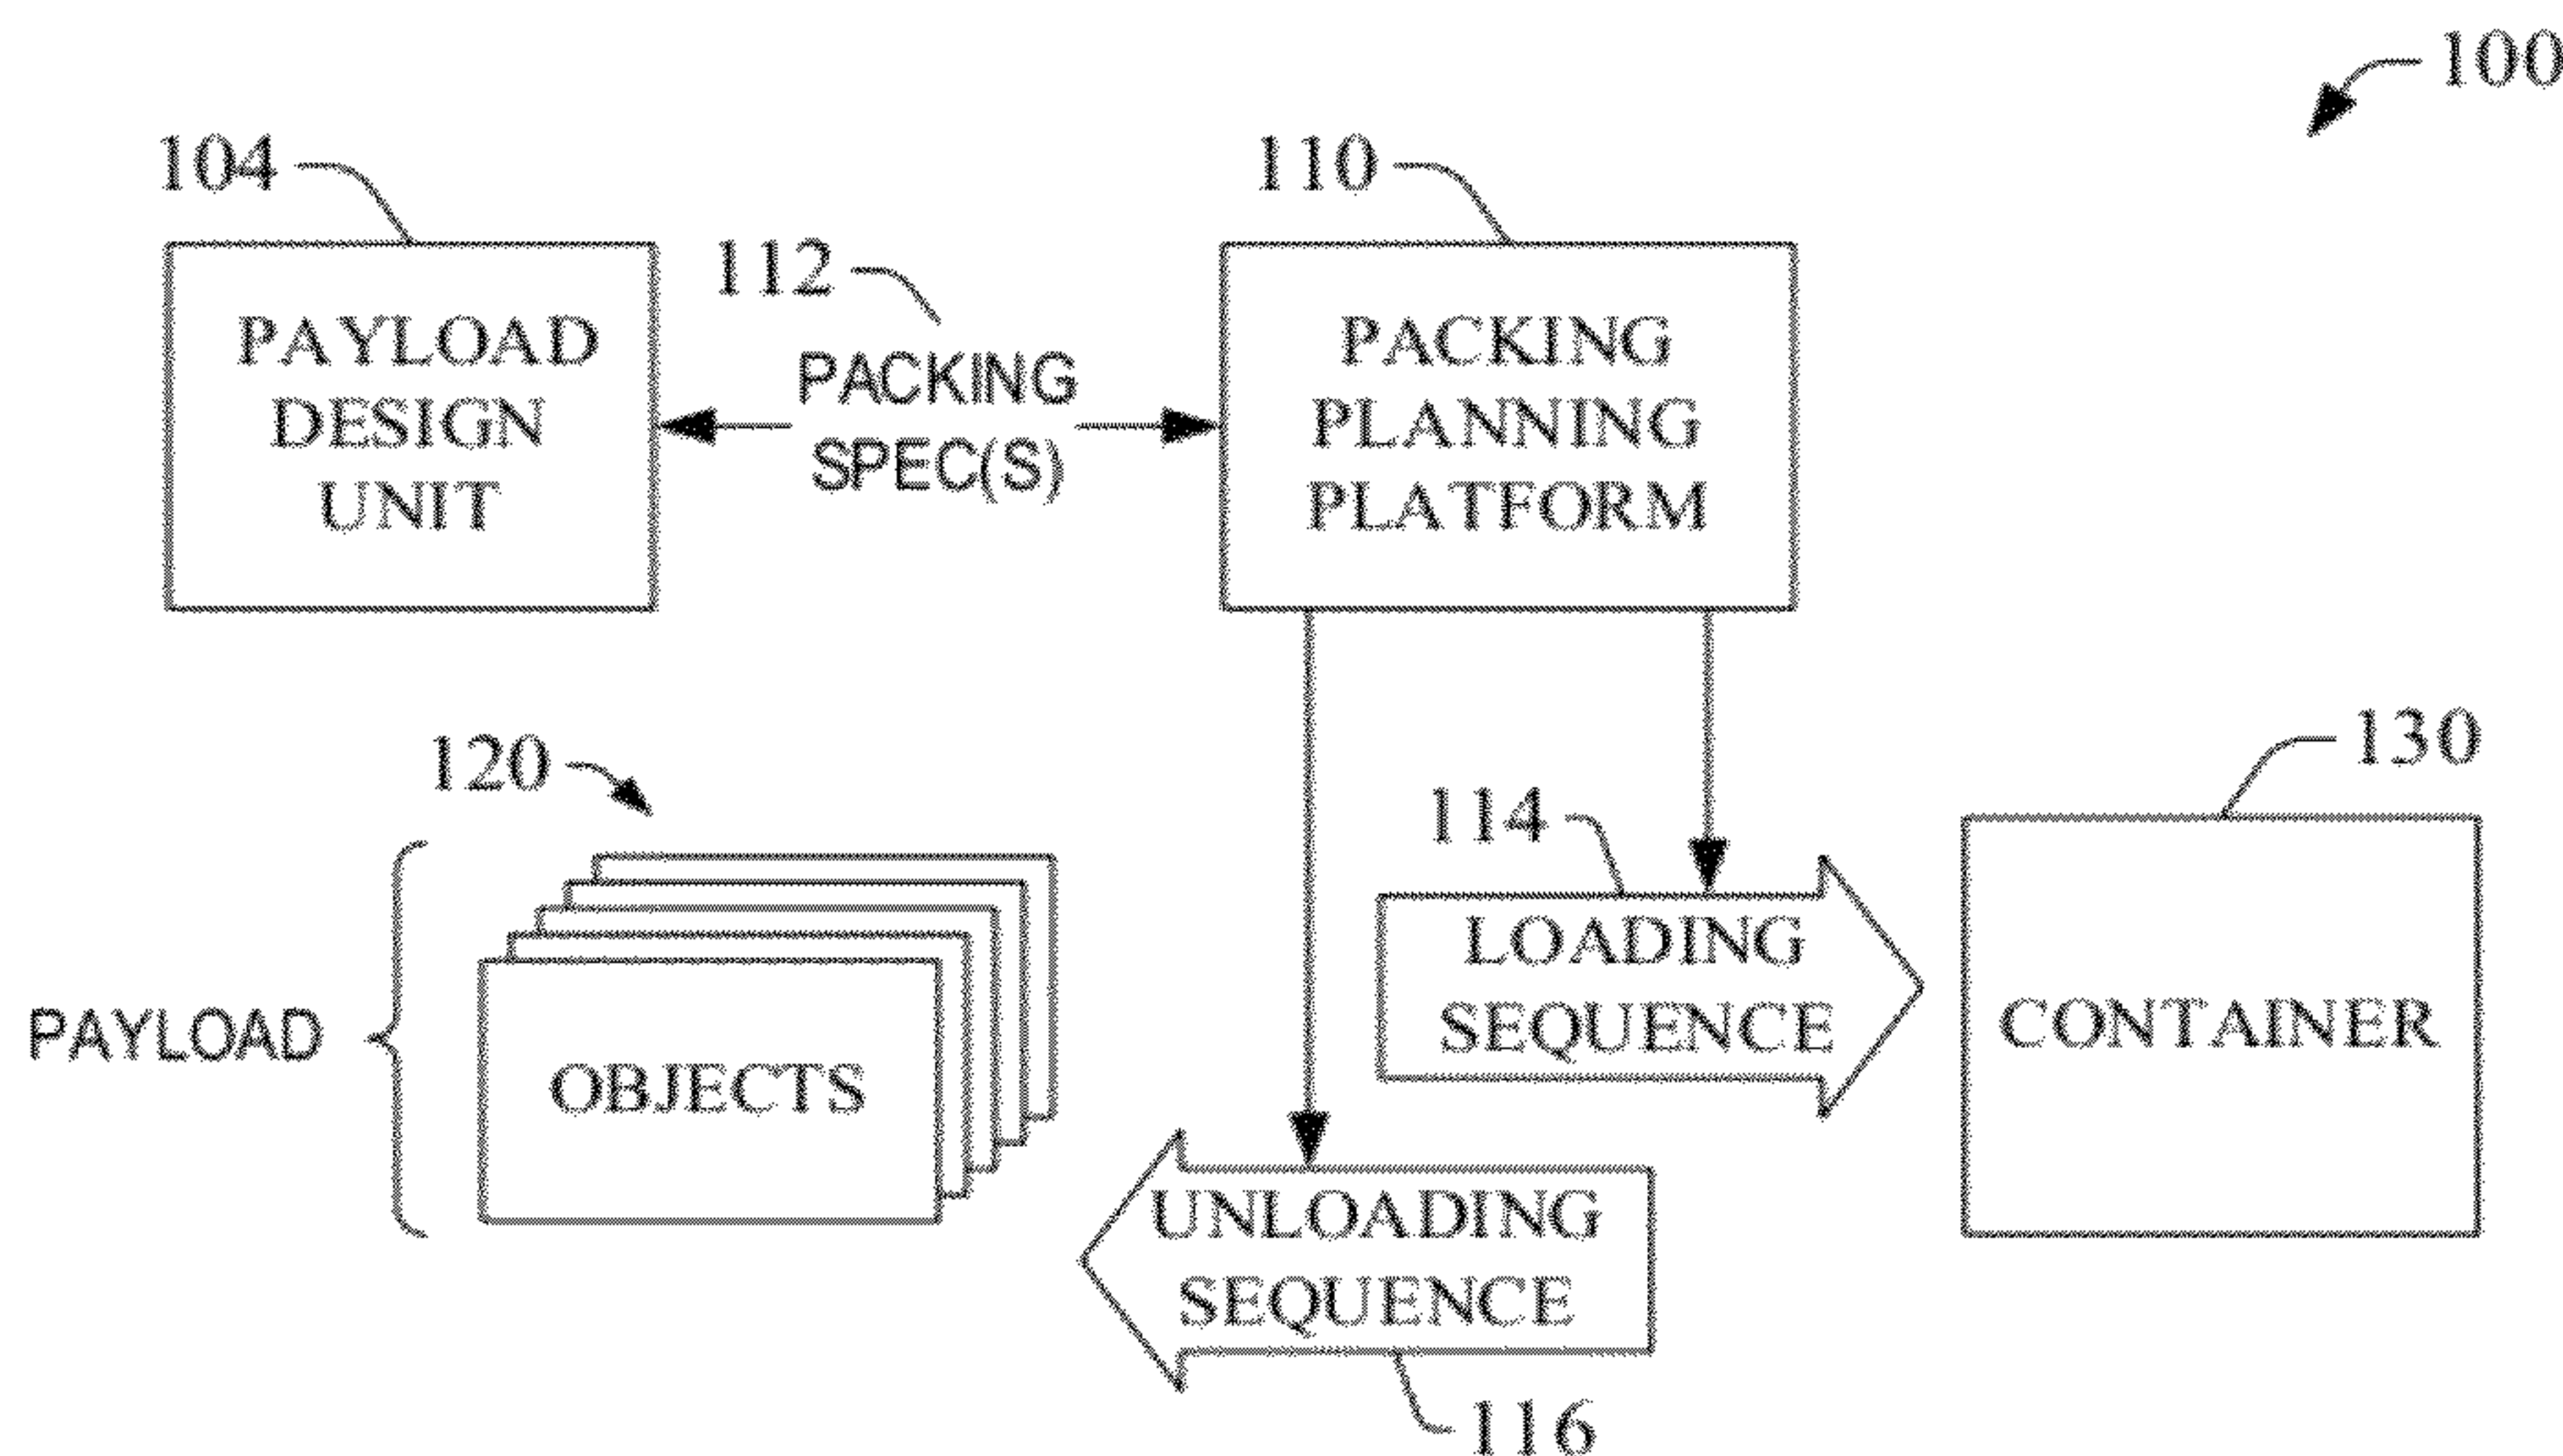 100
104
110
112
PAYLOAD
DESIGN
UNIT
PACKING
SPEC(S)
PACKING
PLANNING
PLATFORM
120
114
130
PAYLOAD
OBJECTS
LOADING
SEQUENCE
CONTAINER
UNLOADING
SEQUENCE
116